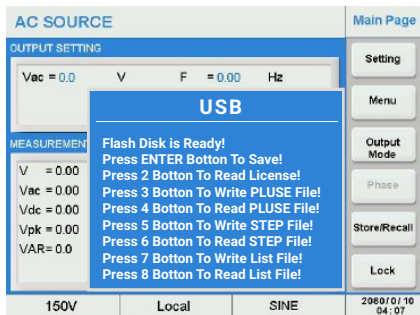 AC SOURCE
Main Page
OUTPUT SETTING
Vac = 0.0 V F = 0.00 Hz
Setting
Menu
USB
Flash Disk is Ready!
Press ENTER Botton To Save!
Press 2 Botton To Read License!
Press 3 Botton To Write PLUSE File!
Press 4 Botton To Read PLUSE File!
Press 5 Botton To Write STEP File!
Press 6 Botton To Read STEP File!
Press 7 Botton To Write List File!
Press 8 Botton To Read List File!
MEASUREMEN
V = 0.00
Vac = 0.00
Vdc = 0.00
Vpk = 0.00
VAR= 0.0
Output
Mode
Phase
Store/Recall
Lock
150V Local SINE
2080/0/10
04:07